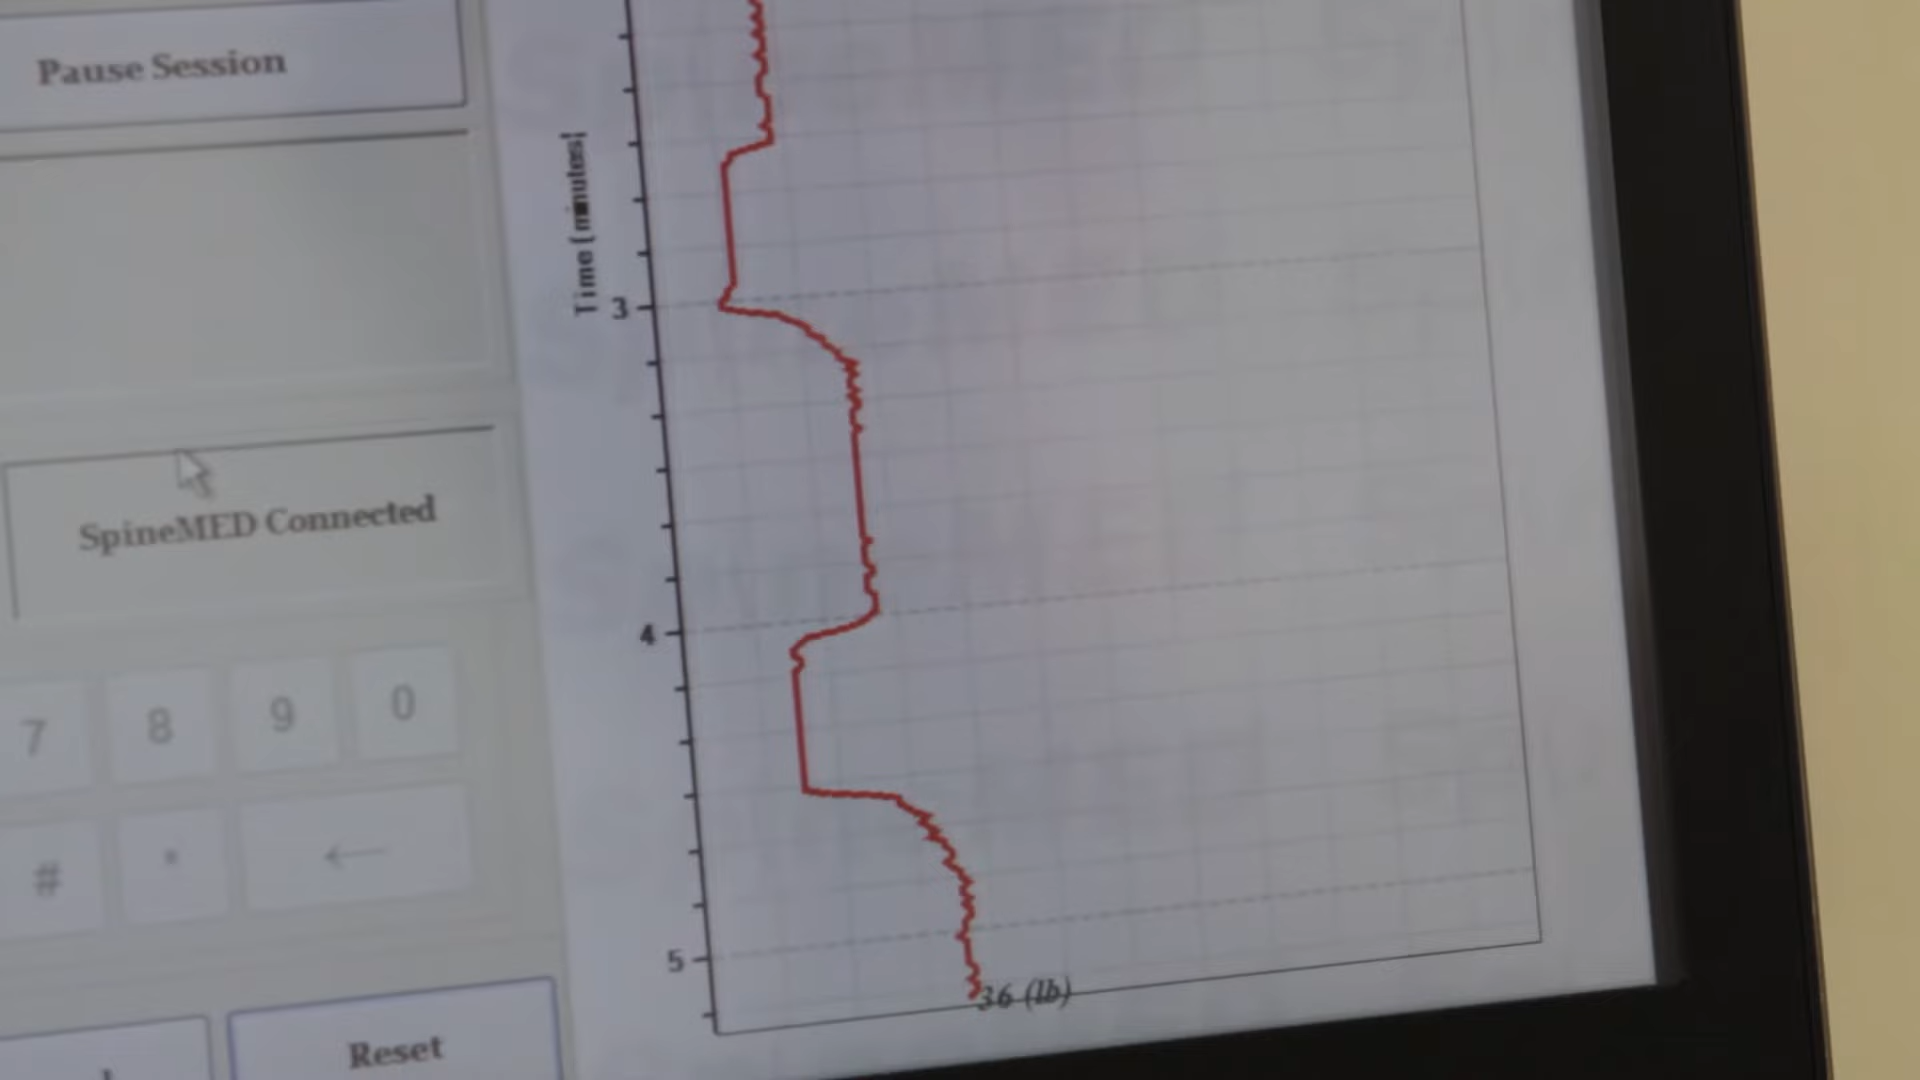 Pause Session
Time (minutes)
3
SpineMED Connected
4
7 8 9 0
# . ←
5
36 (lb)
Reset